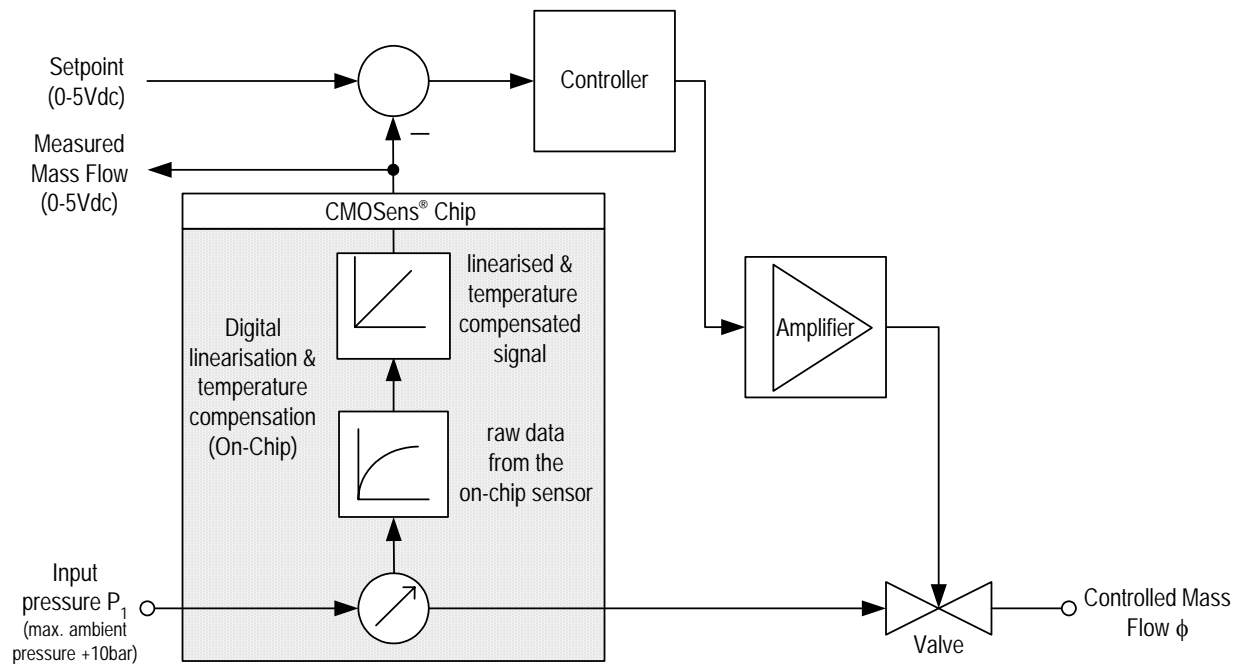 Setpoint
(0-5Vdc)
Controller
Measured
Mass Flow
(0-5Vdc)
–
CMOSens® Chip
linearised &
temperature
compensated
signal
Digital
linearisation &
temperature
compensation
(On-Chip)
Amplifier
raw data
from the
on-chip sensor
Input
pressure P1
(max. ambient
pressure +10bar)
Valve
Controlled Mass
Flow ϕ